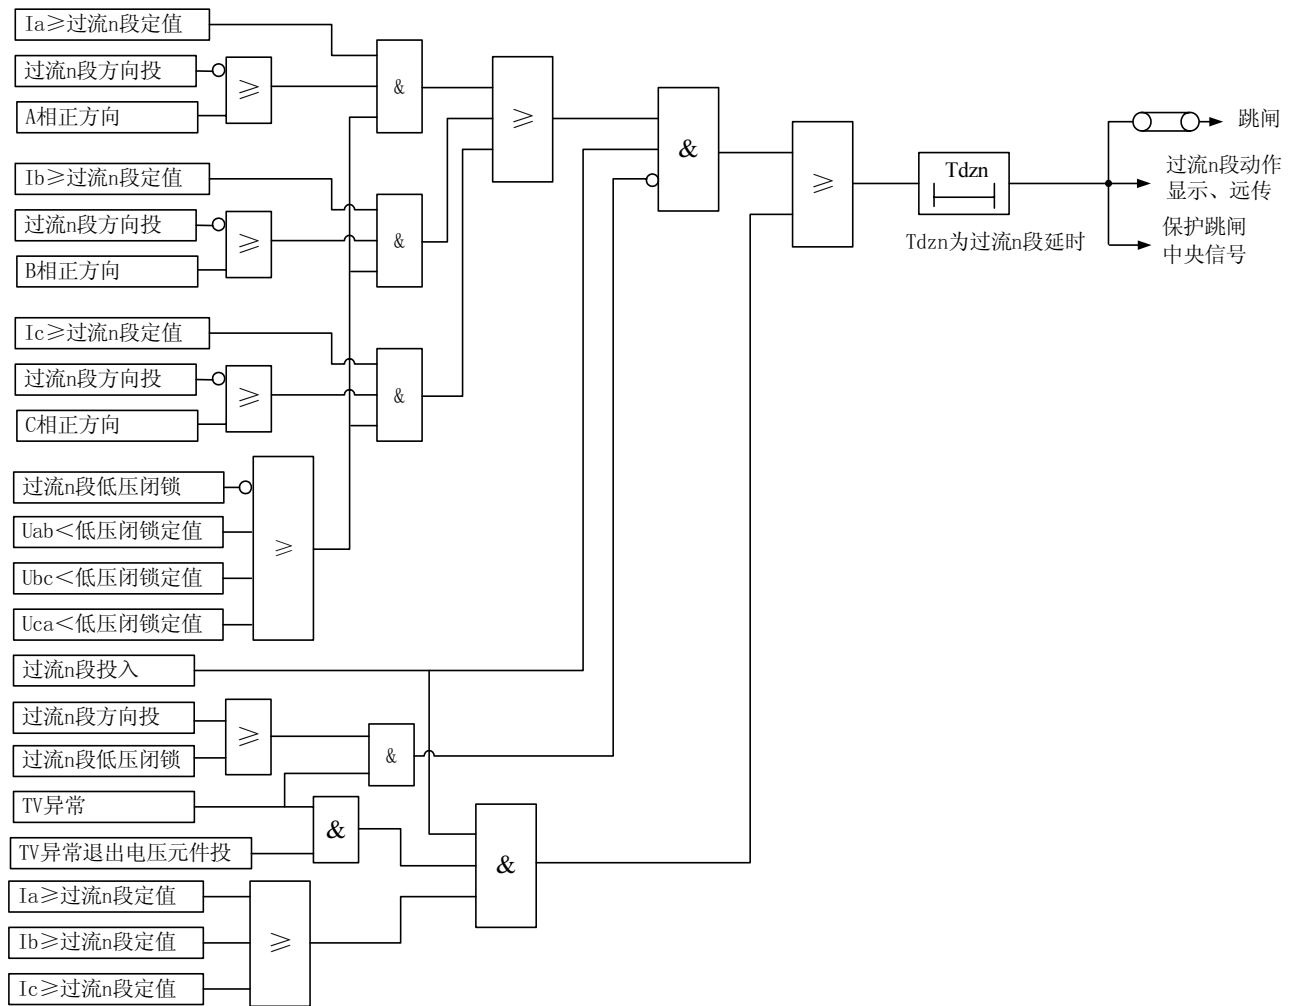 Ia≥过流n段定值
过流n段方向投
≥
A相正方向
&
≥
Ib≥过流n段定值
过流n段方向投
≥
B相正方向
&
Ic≥过流n段定值
过流n段方向投
≥
C相正方向
&
过流n段低压闭锁
Uab<低压闭锁定值
≥
Ubc<低压闭锁定值
Uca<低压闭锁定值
过流n段投入
过流n段方向投
≥
过流n段低压闭锁
&
TV异常
&
TV异常退出电压元件投
&
Ia≥过流n段定值
Ib≥过流n段定值
≥
Ic≥过流n段定值
&
≥
Tdzn
Tdzn为过流n段延时
跳闸
过流n段动作
显示、远传
保护跳闸
中央信号